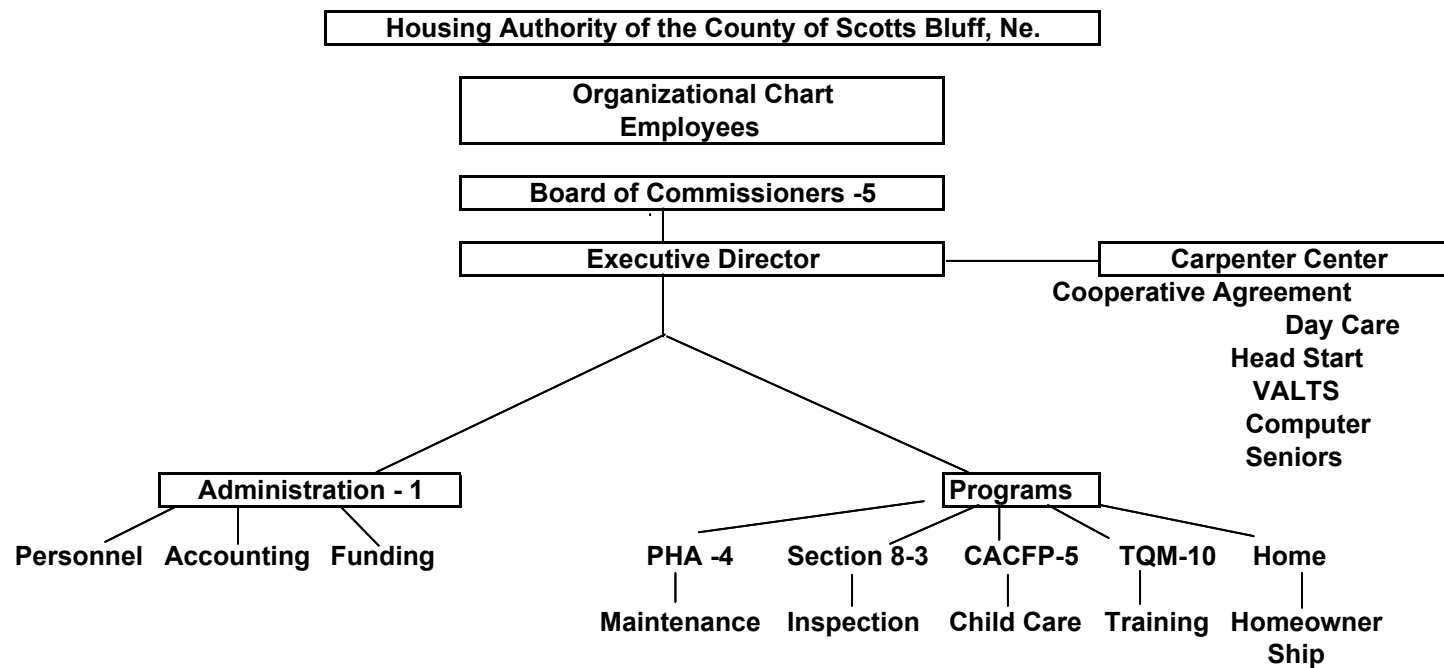 Housing Authority of the County of Scotts Bluff, Ne.
Organizational Chart
Employees
Board of Commissioners -5
Executive Director
Carpenter Center
Cooperative Agreement
Day Care
Head Start
VALTS
Computer
Seniors
Administration - 1
Programs
Personnel Accounting Funding
PHA -4 Section 8-3 CACFP-5 TQM-10 Home
Maintenance Inspection Child Care Training Homeowner
Ship